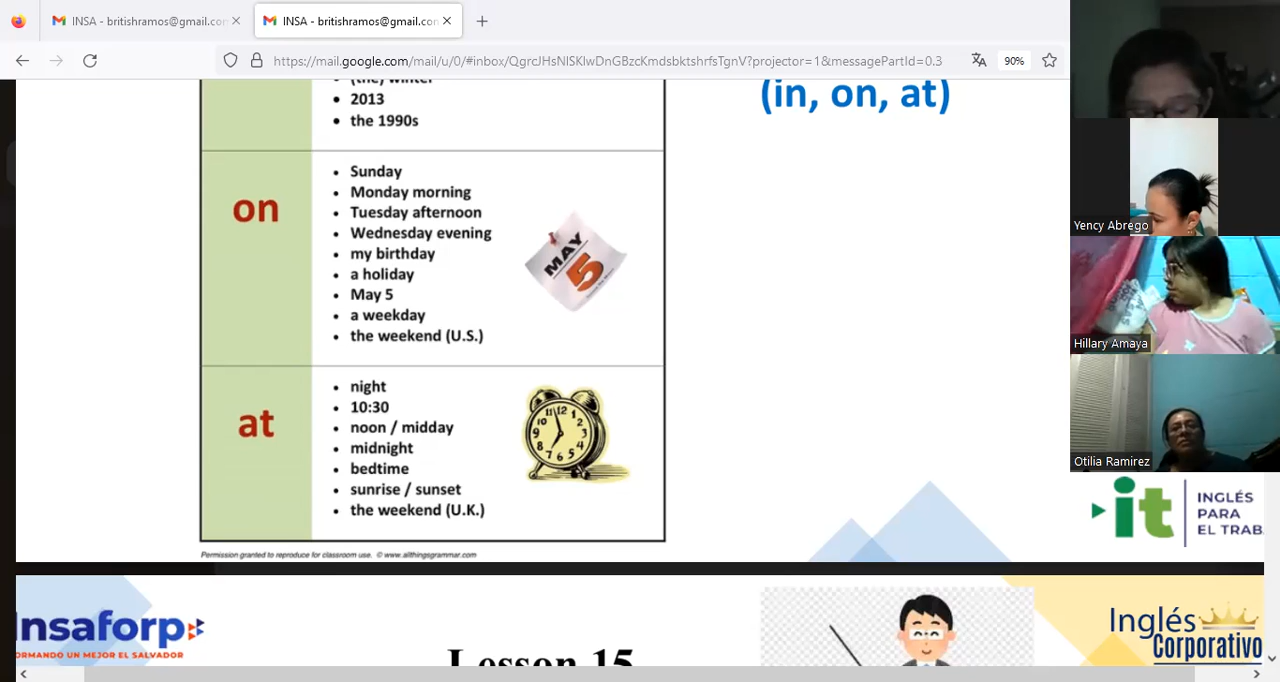 INSA - britishramos@gmail.com
INSA - britishramos@gmail.con
https://mail.google.com/mail/u/0/#inbox/QgrcJHsNlSKlwDnGBzcKmdsbktshrfsTgnV?projector=1&messagePartId=0.3
90%
(the) winter
2013
the 1990s
(in, on, at)
on
Sunday
Monday morning
Tuesday afternoon
Wednesday evening
my birthday
a holiday
May 5
a weekday
the weekend (U.S.)
MAY
5
at
night
10:30
noon / midday
midnight
bedtime
sunrise / sunset
the weekend (U.K.)
Permission granted to reproduce for classroom use. © www.allthingsgrammar.com
Yency Abrego
Hillary Amaya
Otilia Ramirez
it
INGLÉS
PARA
EL TRAB
Insaforp
ORMANDO UN MEJOR EL SALVADOR
Lesson 15
Inglés
Corporativo